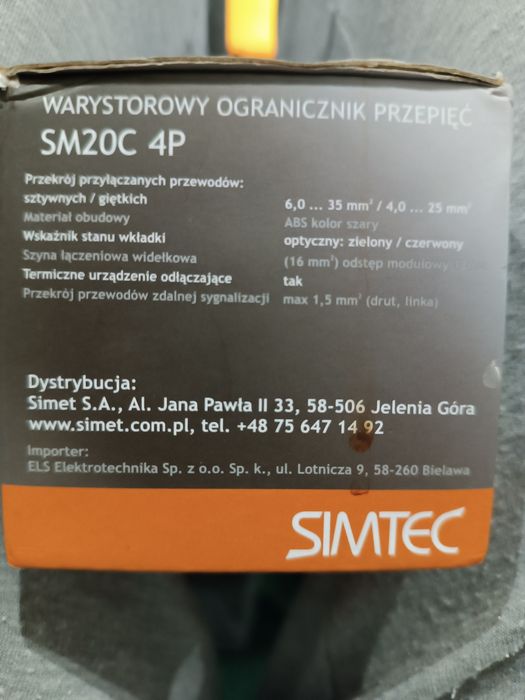 WARYSTOROWY OGRANICZNIK PRZEPIĘĆ
SM20C 4P
Przekrój przyłączanych przewodów:
sztywnych / giętkich 6,0 ... 35 mm² / 4,0 ... 25 mm²
Materiał obudowy ABS kolor szary
Wskaźnik stanu wkładki optyczny: zielony / czerwony
Szyna łączeniowa widełkowa (16 mm²) odstęp modułowy
Termiczne urządzenie odłączające tak
Przekrój przewodów zdalnej sygnalizacji max 1,5 mm² (drut, linka)
Dystrybucja:
Simet S.A., Al. Jana Pawła II 33, 58-506 Jelenia Góra
www.simet.com.pl, tel. +48 75 647 14 92
Importer:
ELS Elektrotechnika Sp. z o.o. Sp. k., ul. Lotnicza 9, 58-260 Bielawa
SIMTEC